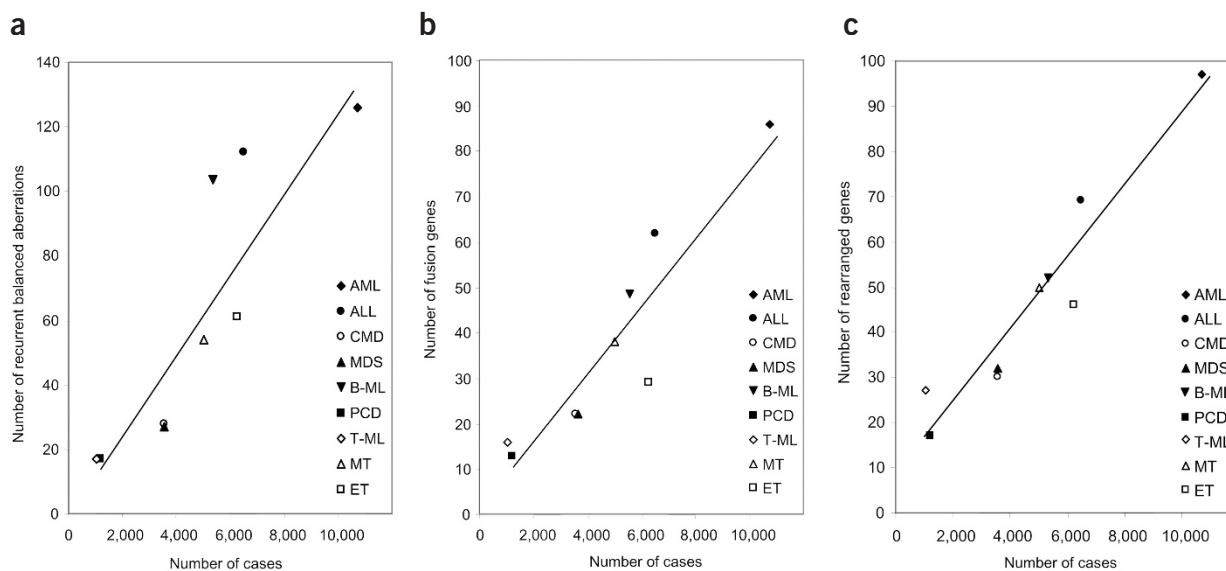 a
140
120
100
80
60
40
20
0
0 2,000 4,000 6,000 8,000 10,000
Number of recurrent balanced aberrations
Number of cases
AML
ALL
CMD
MDS
B-ML
PCD
T-ML
MT
ET
b
100
90
80
70
60
50
40
30
20
10
0
0 2,000 4,000 6,000 8,000 10,000
Number of fusion genes
Number of cases
AML
ALL
CMD
MDS
B-ML
PCD
T-ML
MT
ET
c
100
90
80
70
60
50
40
30
20
10
0
0 2,000 4,000 6,000 8,000 10,000
Number of rearranged genes
Number of cases
AML
ALL
CMD
MDS
B-ML
PCD
T-ML
MT
ET